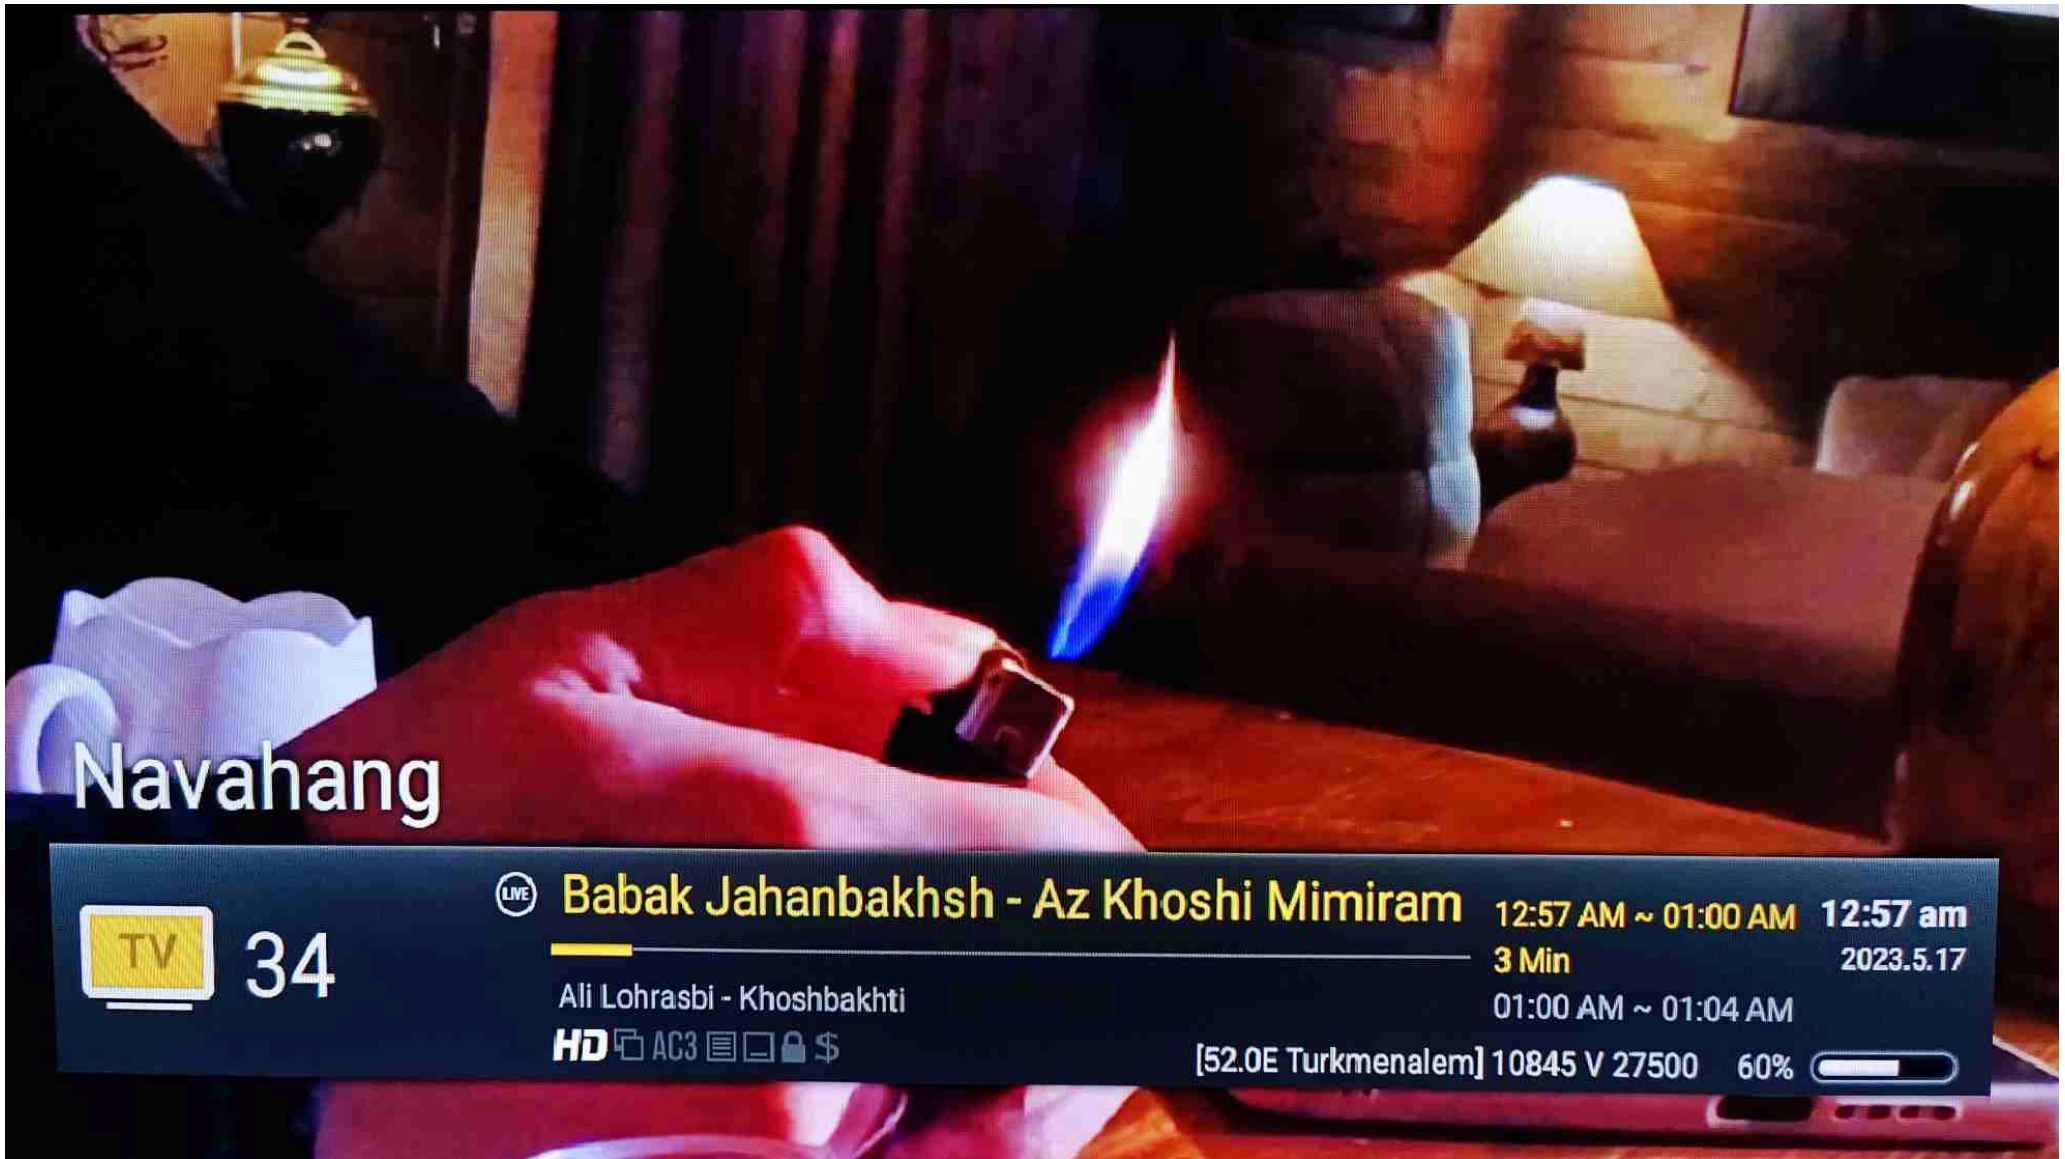 Navahang
TV
34
LIVE
Babak Jahanbakhsh - Az Khoshi Mimiram
12:57 AM ~ 01:00 AM
12:57 am
3 Min
2023.5.17
Ali Lohrasbi - Khoshbakhti
01:00 AM ~ 01:04 AM
HD AC3 $
[52.0E Turkmenalem] 10845 V 27500 60%